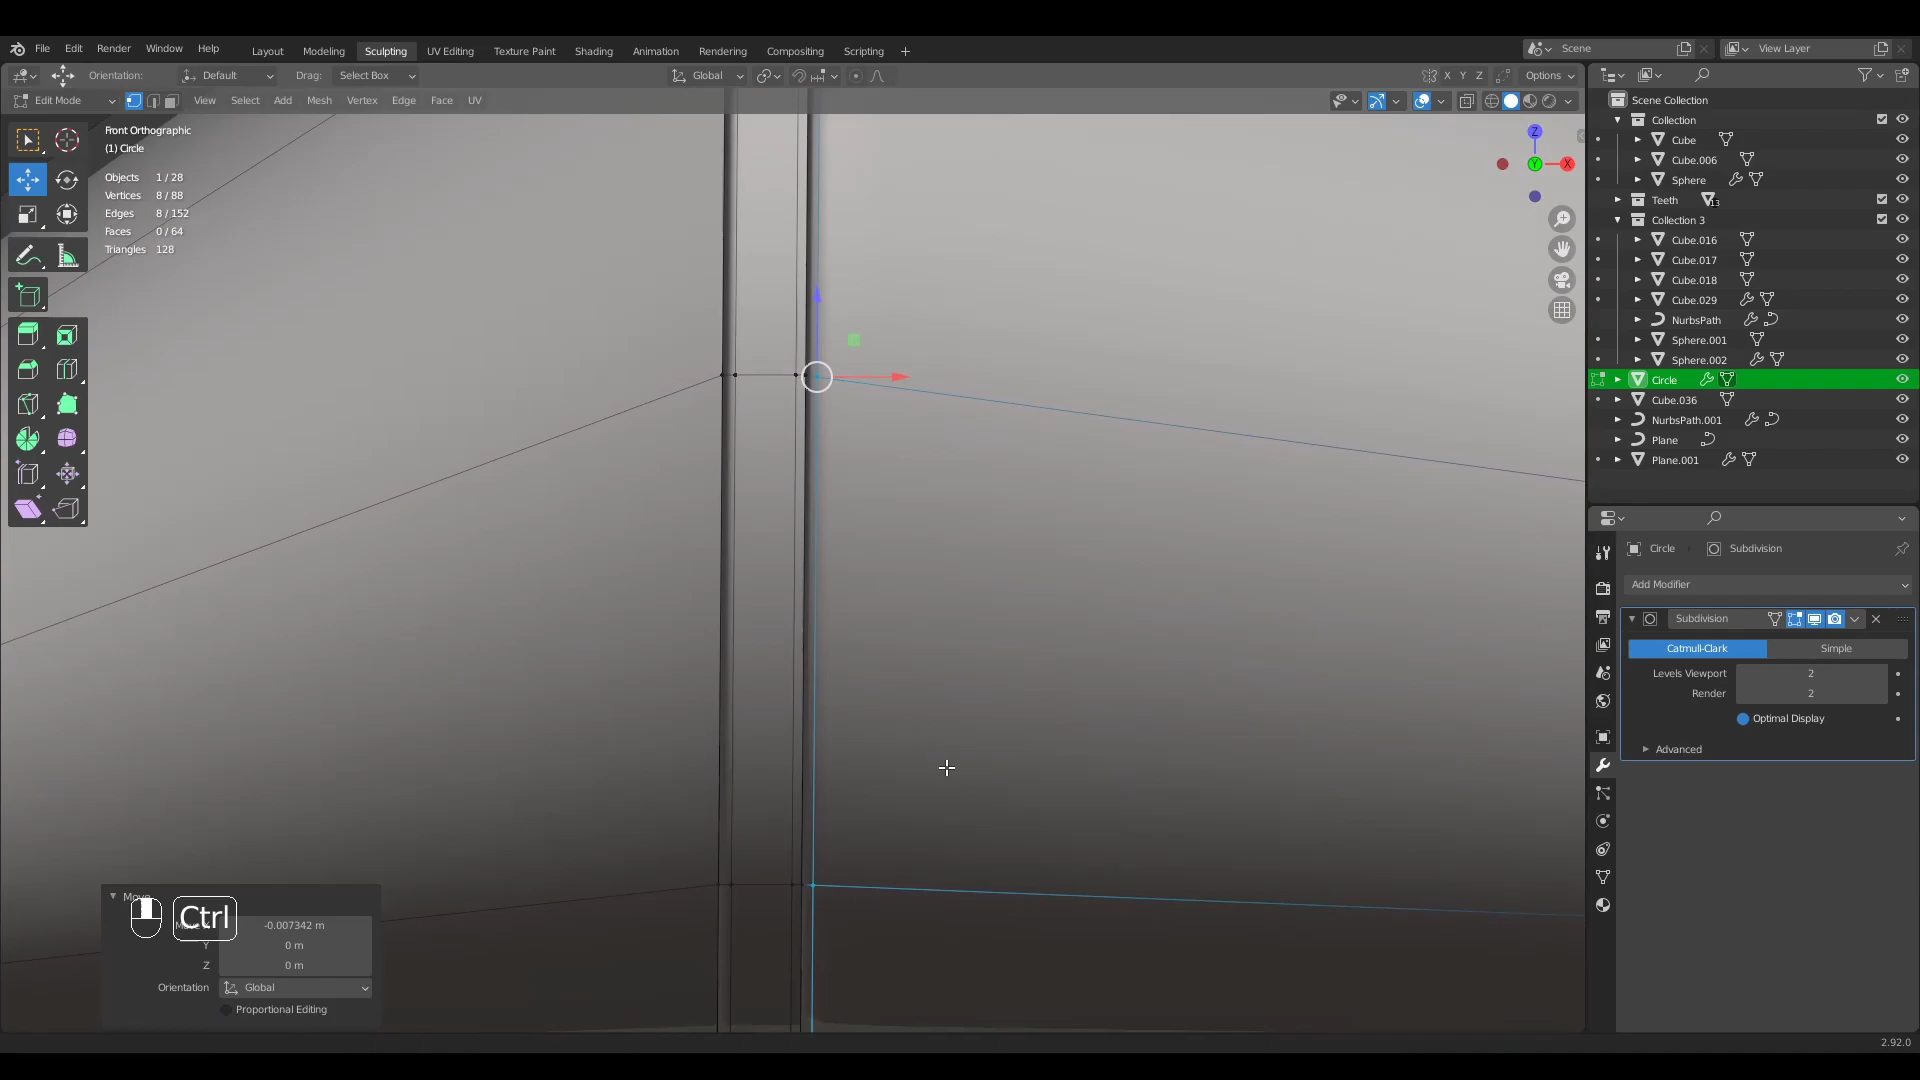 File Edit Render Window Help Layout Modeling Sculpting UV Editing Texture Paint Shading Animation Rendering Compositing Scripting + Scene View Layer
Orientation: Default Drag: Select Box Global X Y Z Options
Edit Mode View Select Add Mesh Vertex Edge Face UV
Front Orthographic
(1) Circle
Objects 1 / 28
Vertices 8 / 88
Edges 8 / 152
Faces 0 / 64
Triangles 128
Z
Y
X
Scene Collection
Collection
Cube
Cube.006
Sphere
Teeth 13
Collection 3
Cube.016
Cube.017
Cube.018
Cube.029
NurbsPath
Sphere.001
Sphere.002
Circle
Cube.036
NurbsPath.001
Plane
Plane.001
Circle Subdivision
Add Modifier
Subdivision
Catmull-Clark Simple
Levels Viewport 2
Render 2
Optimal Display
Advanced
Ctrl
-0.007342 m
Y 0 m
Z 0 m
Orientation Global
Proportional Editing
2.92.0